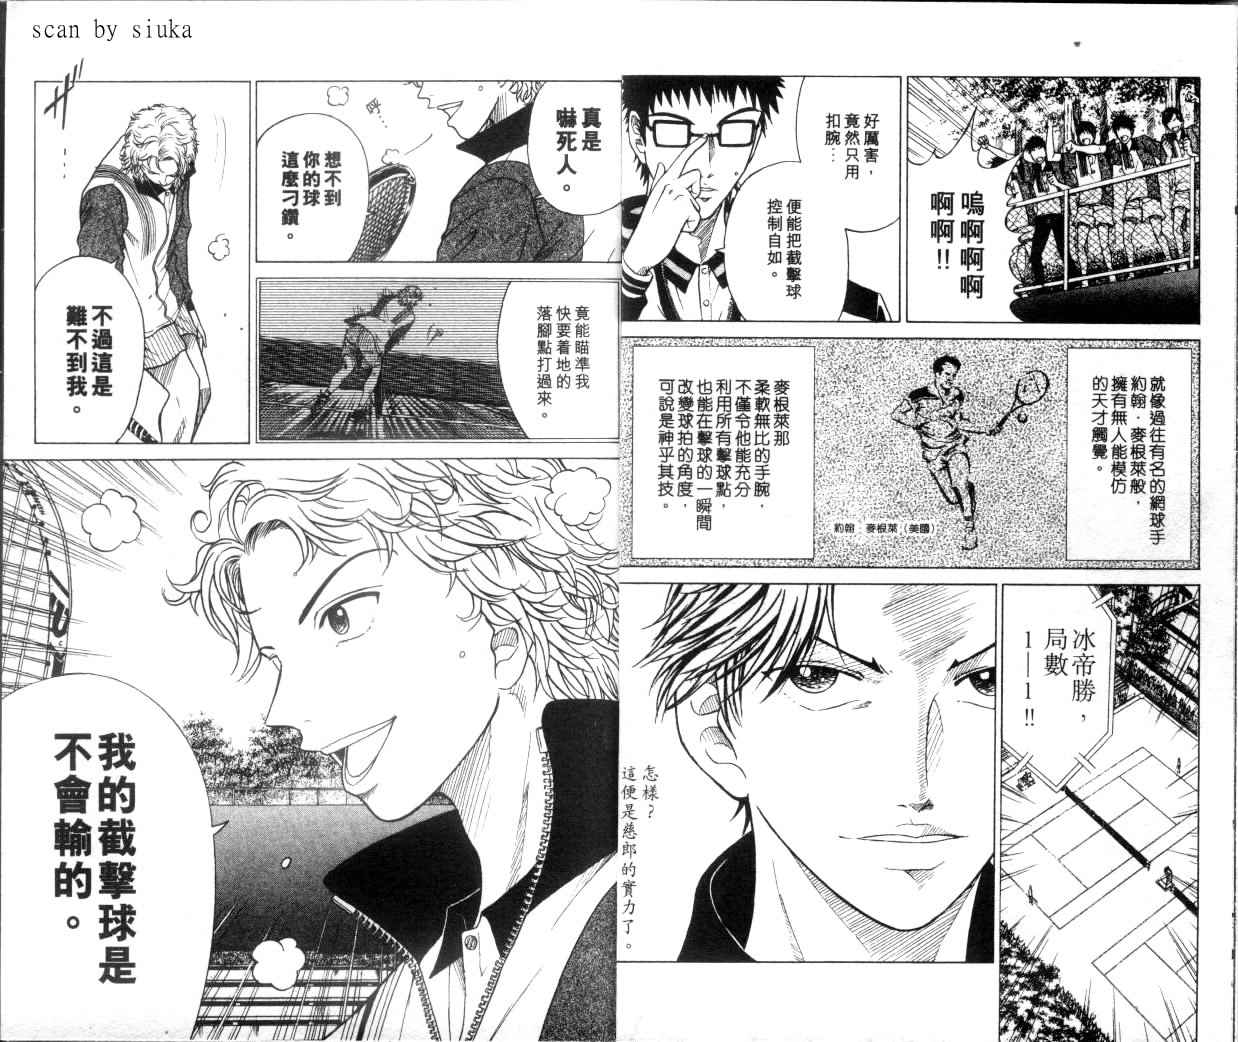 scan by siuka
嗚啊啊啊
啊啊!!
好厲害，
竟然只用
扣腕…
便能把截擊球
控制自如。
就像過往有名的網球手
約翰．麥根萊般，
擁有無人能模仿
的天才觸覺。
約翰．麥根萊（美國）
麥根萊那
柔軟無比的手腕，
不僅令他能充分
利用所有擊球點，
也能在擊球的一瞬間
改變球拍的角度，
可說是神乎其技。
冰帝勝，
局數
1—1!!
怎樣？
這便是慈郎的實力了。
真是
嚇死人。
想不到
你的球
這麼刁鑽。
竟能瞄準我
快要着地的
落腳點打過來。
不過這是
難不到我。
我的截擊球是
不會輸的。